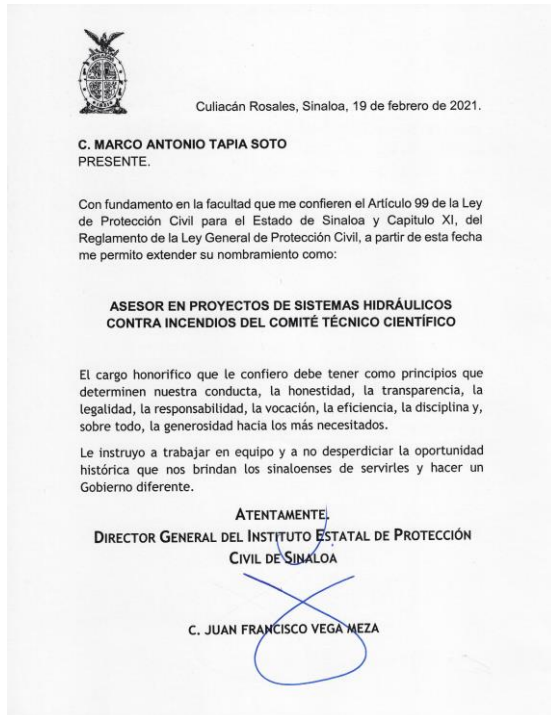 Culiacán Rosales, Sinaloa, 19 de febrero de 2021.
C. MARCO ANTONIO TAPIA SOTO
PRESENTE.
Con fundamento en la facultad que me confieren el Artículo 99 de la Ley
de Protección Civil para el Estado de Sinaloa y Capitulo XI, del
Reglamento de la Ley General de Protección Civil, a partir de esta fecha
me permito extender su nombramiento como:
ASESOR EN PROYECTOS DE SISTEMAS HIDRÁULICOS
CONTRA INCENDIOS DEL COMITÉ TÉCNICO CIENTÍFICO
El cargo honorifico que le confiero debe tener como principios que
determinen nuestra conducta, la honestidad, la transparencia, la
legalidad, la responsabilidad, la vocación, la eficiencia, la disciplina y,
sobre todo, la generosidad hacia los más necesitados.
Le instruyo a trabajar en equipo y a no desperdiciar la oportunidad
histórica que nos brindan los sinaloenses de servirles y hacer un
Gobierno diferente.
ATENTAMENTE.
DIRECTOR GENERAL DEL INSTITUTO ESTATAL DE PROTECCIÓN
CIVIL DE SINALOA
C. JUAN FRANCISCO VEGA MEZA